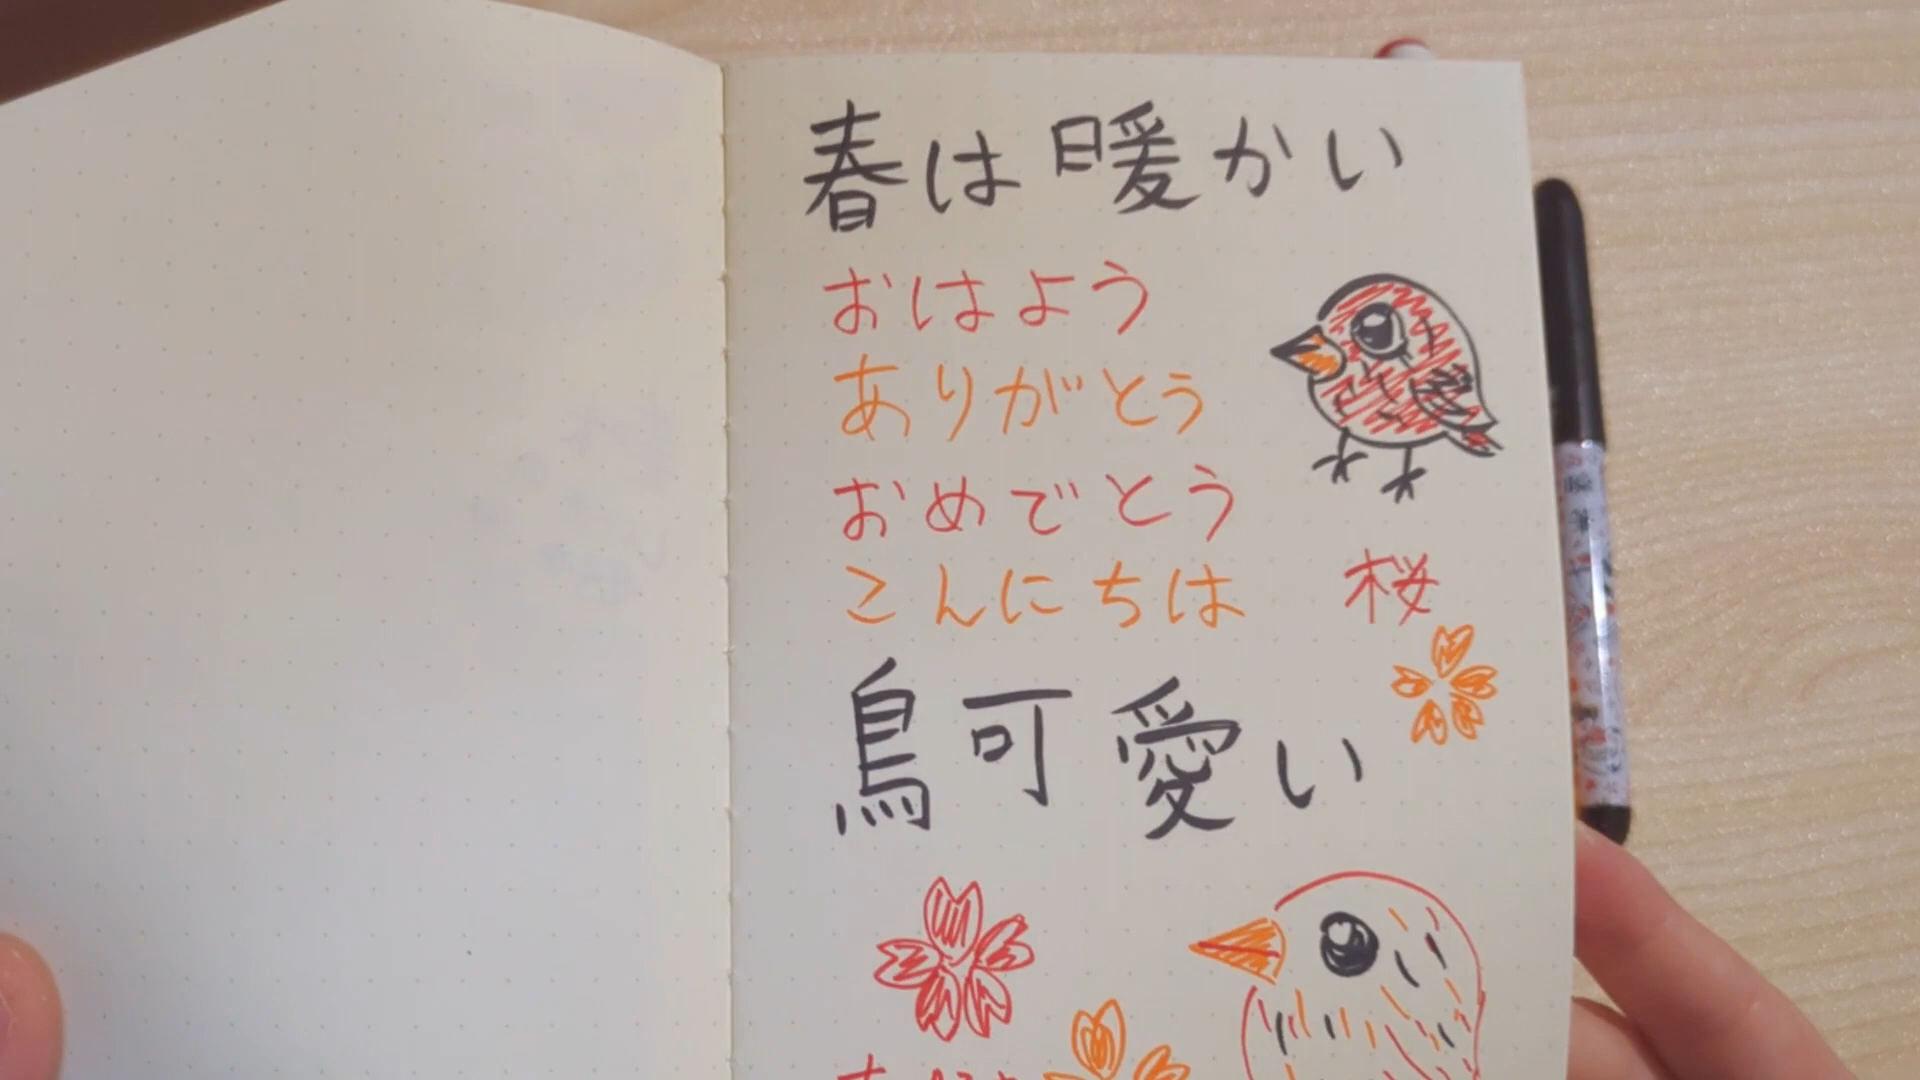 春は暖かい
おはよう
ありがとう
おめでとう
こんにちは
桜
鳥可愛い